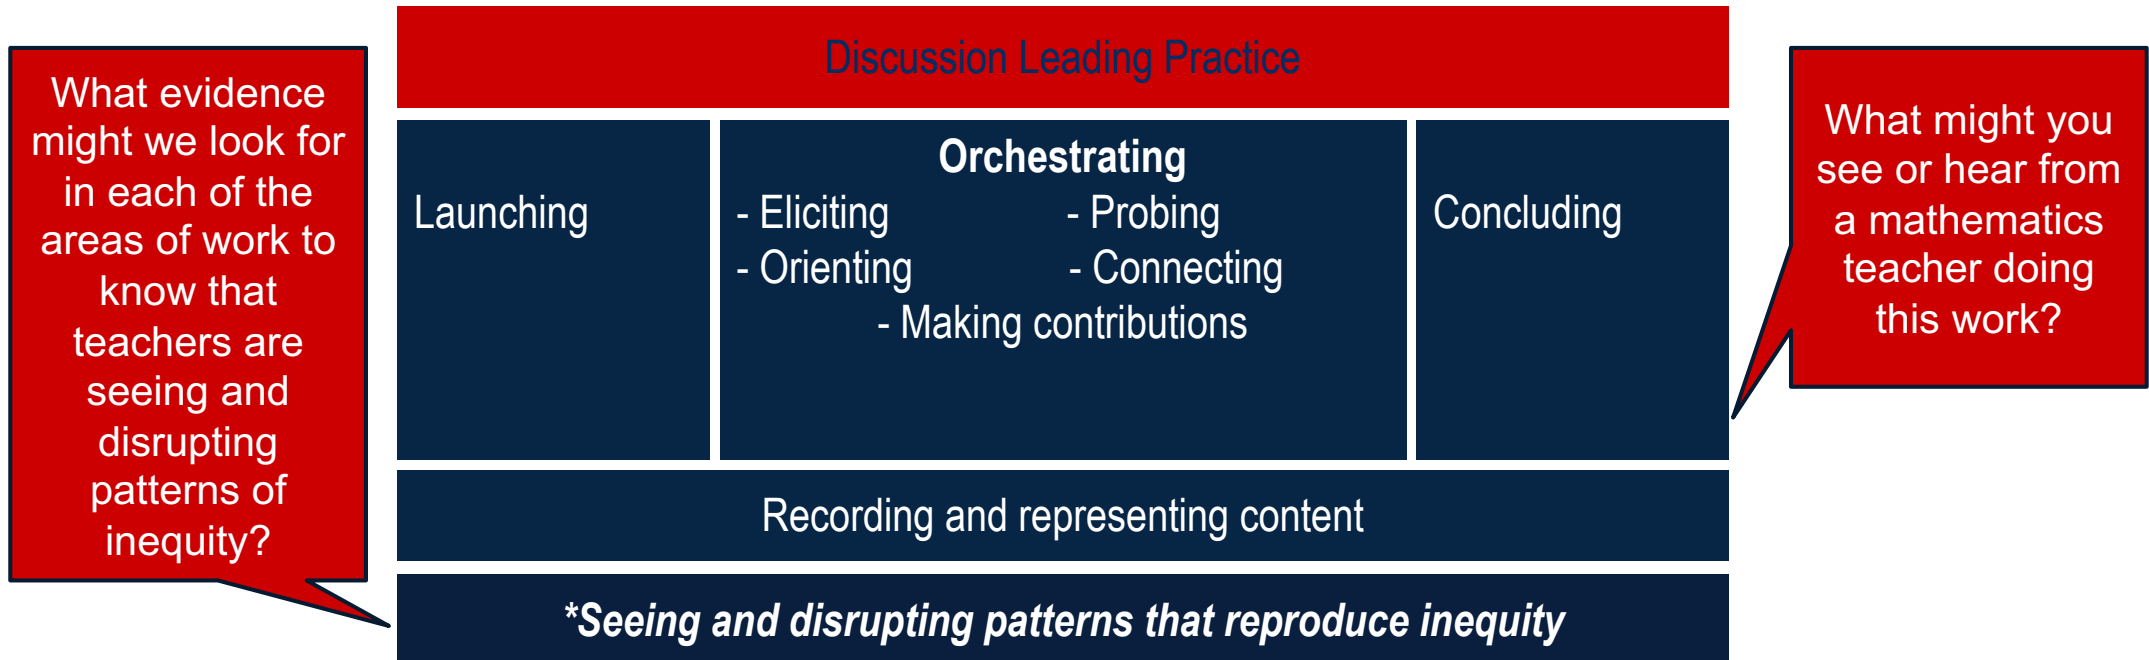 What evidence
might we look for
in each of the
areas of work to
know that
teachers are
seeing and
disrupting
patterns of
inequity?
Discussion Leading Practice
Launching
Orchestrating
- Eliciting - Probing
- Orienting - Connecting
- Making contributions
Concluding
Recording and representing content
*Seeing and disrupting patterns that reproduce inequity
What might you
see or hear from
a mathematics
teacher doing
this work?